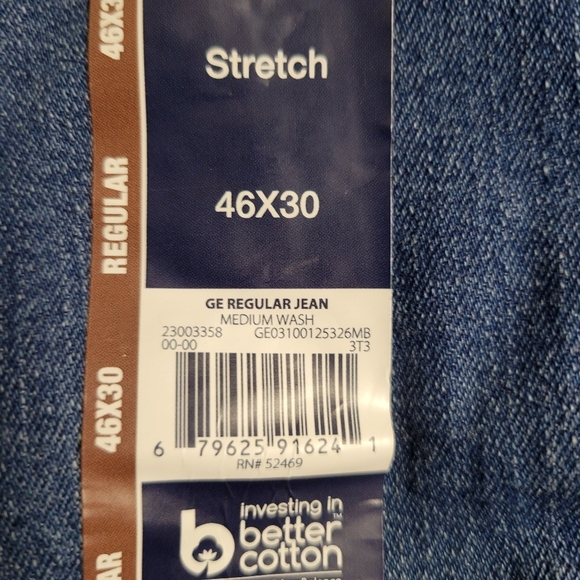 46X3
REGULAR
46X30
AR
Stretch
46X30
GE REGULAR JEAN
MEDIUM WASH
23003358 GE03100125326MB
00-00 3T3
6 79625 91624 1
RN# 52469
investing in
better
cotton